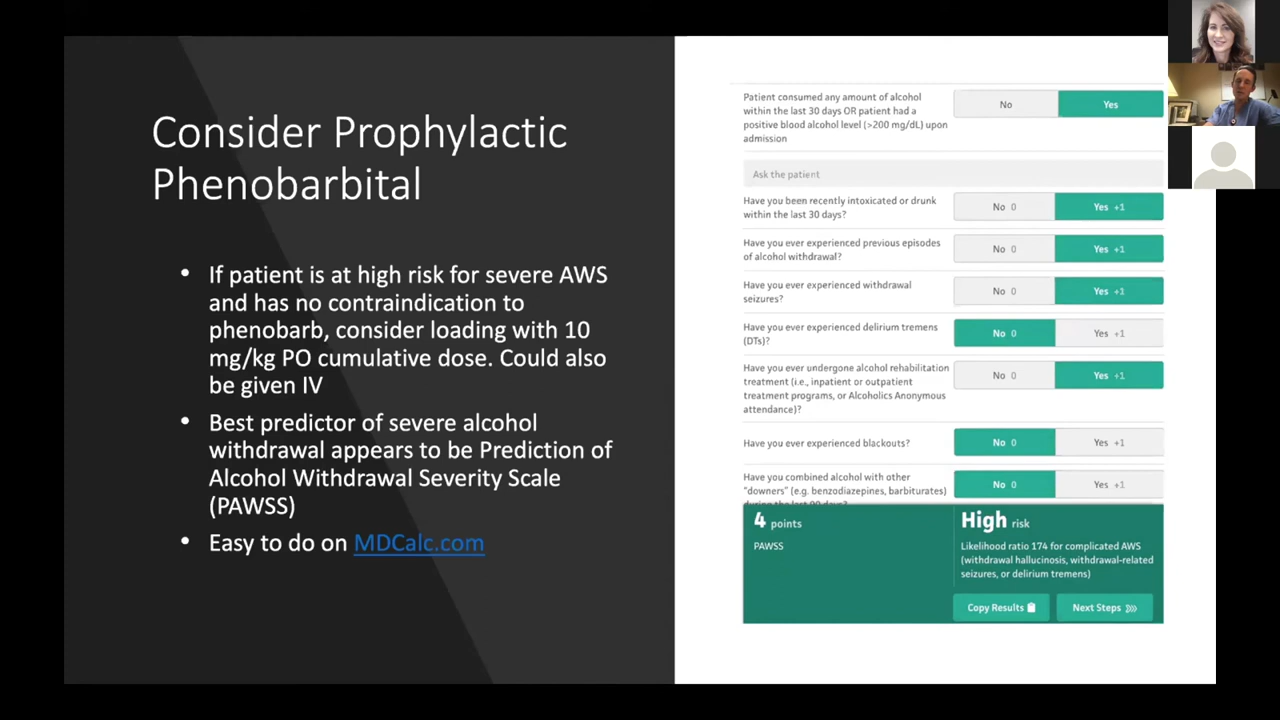 Consider Prophylactic
Phenobarbital
• If patient is at high risk for severe AWS
and has no contraindication to
phenobarb, consider loading with 10
mg/kg PO cumulative dose. Could also
be given IV
• Best predictor of severe alcohol
withdrawal appears to be Prediction of
Alcohol Withdrawal Severity Scale
(PAWSS)
• Easy to do on MDCalc.com
Patient consumed any amount of alcohol
within the last 30 days OR patient had a
positive blood alcohol level (>200 mg/dL) upon
admission
No Yes
Ask the patient
Have you been recently intoxicated or drunk
within the last 30 days?
No 0 Yes +1
Have you ever experienced previous episodes
of alcohol withdrawal?
No 0 Yes +1
Have you ever experienced withdrawal
seizures?
No 0 Yes +1
Have you ever experienced delirium tremens
(DTs)?
No 0 Yes +1
Have you ever undergone alcohol rehabilitation
treatment (i.e., inpatient or outpatient
treatment programs, or Alcoholics Anonymous
attendance)?
No 0 Yes +1
Have you ever experienced blackouts?
No 0 Yes +1
Have you combined alcohol with other
"downers" (e.g. benzodiazepines, barbiturates)
during the last 90 days?
No 0 Yes +1
4 points
PAWSS
High risk
Likelihood ratio 174 for complicated AWS
(withdrawal hallucinosis, withdrawal-related
seizures, or delirium tremens)
Copy Results
Next Steps